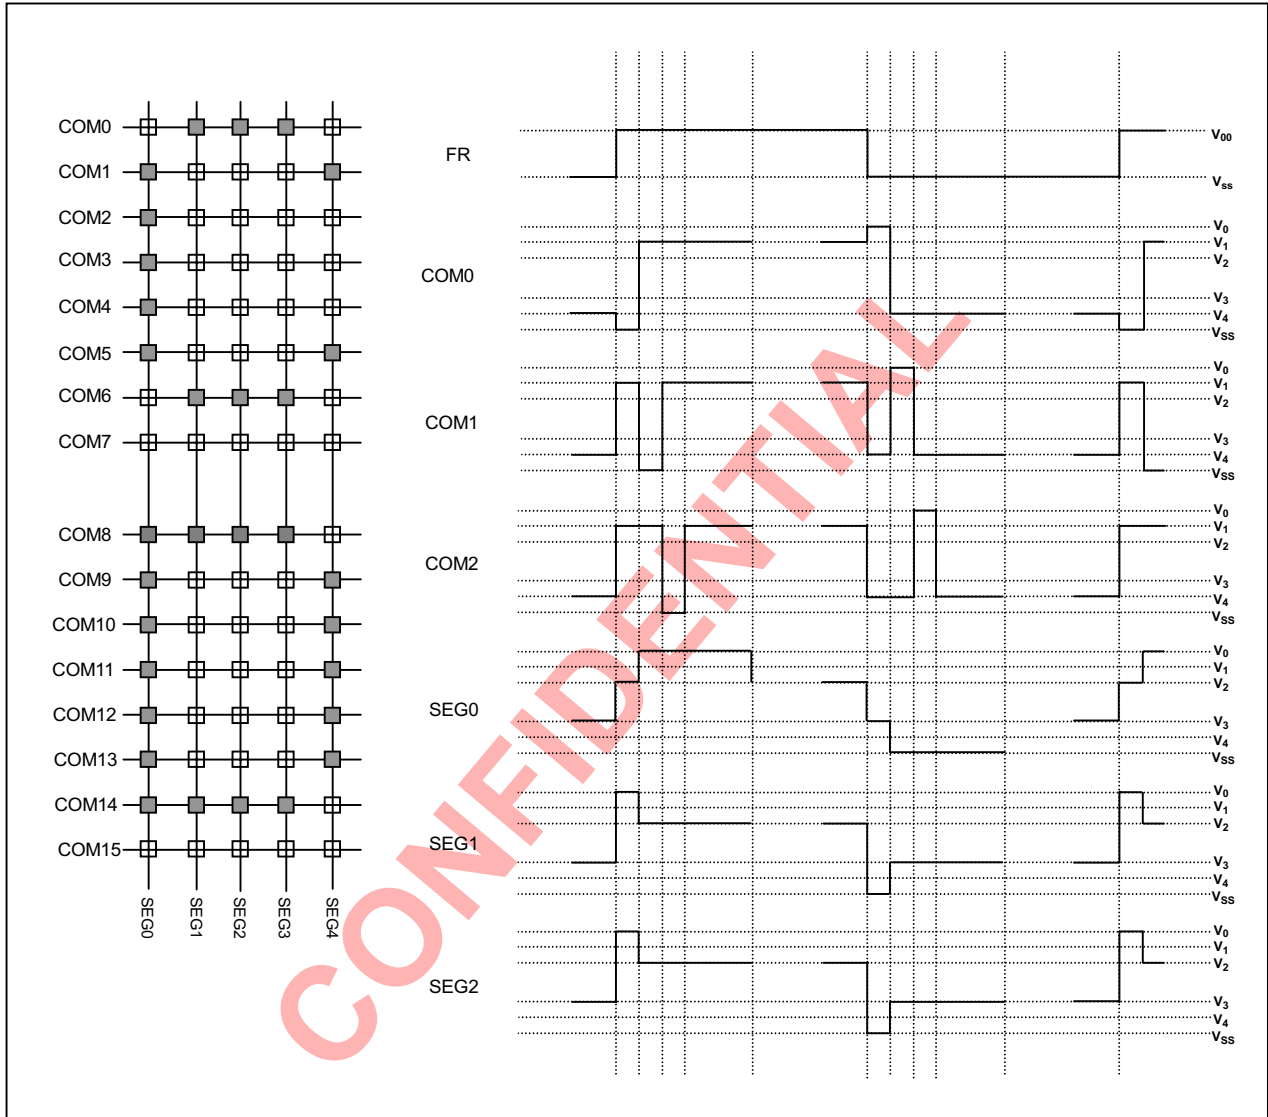 COM0
COM1
COM2
COM3
COM4
COM5
COM6
COM7
COM8
COM9
COM10
COM11
COM12
COM13
COM14
COM15
SEG0
SEG1
SEG2
SEG3
SEG4
FR
V00
Vss
COM0
V0
V1
V2
V3
V4
VSS
COM1
V0
V1
V2
V3
V4
VSS
COM2
V0
V1
V2
V3
V4
VSS
SEG0
V0
V1
V2
V3
V4
VSS
SEG1
V0
V1
V2
V3
V4
VSS
SEG2
V0
V1
V2
V3
V4
VSS
CONFIDENTIAL